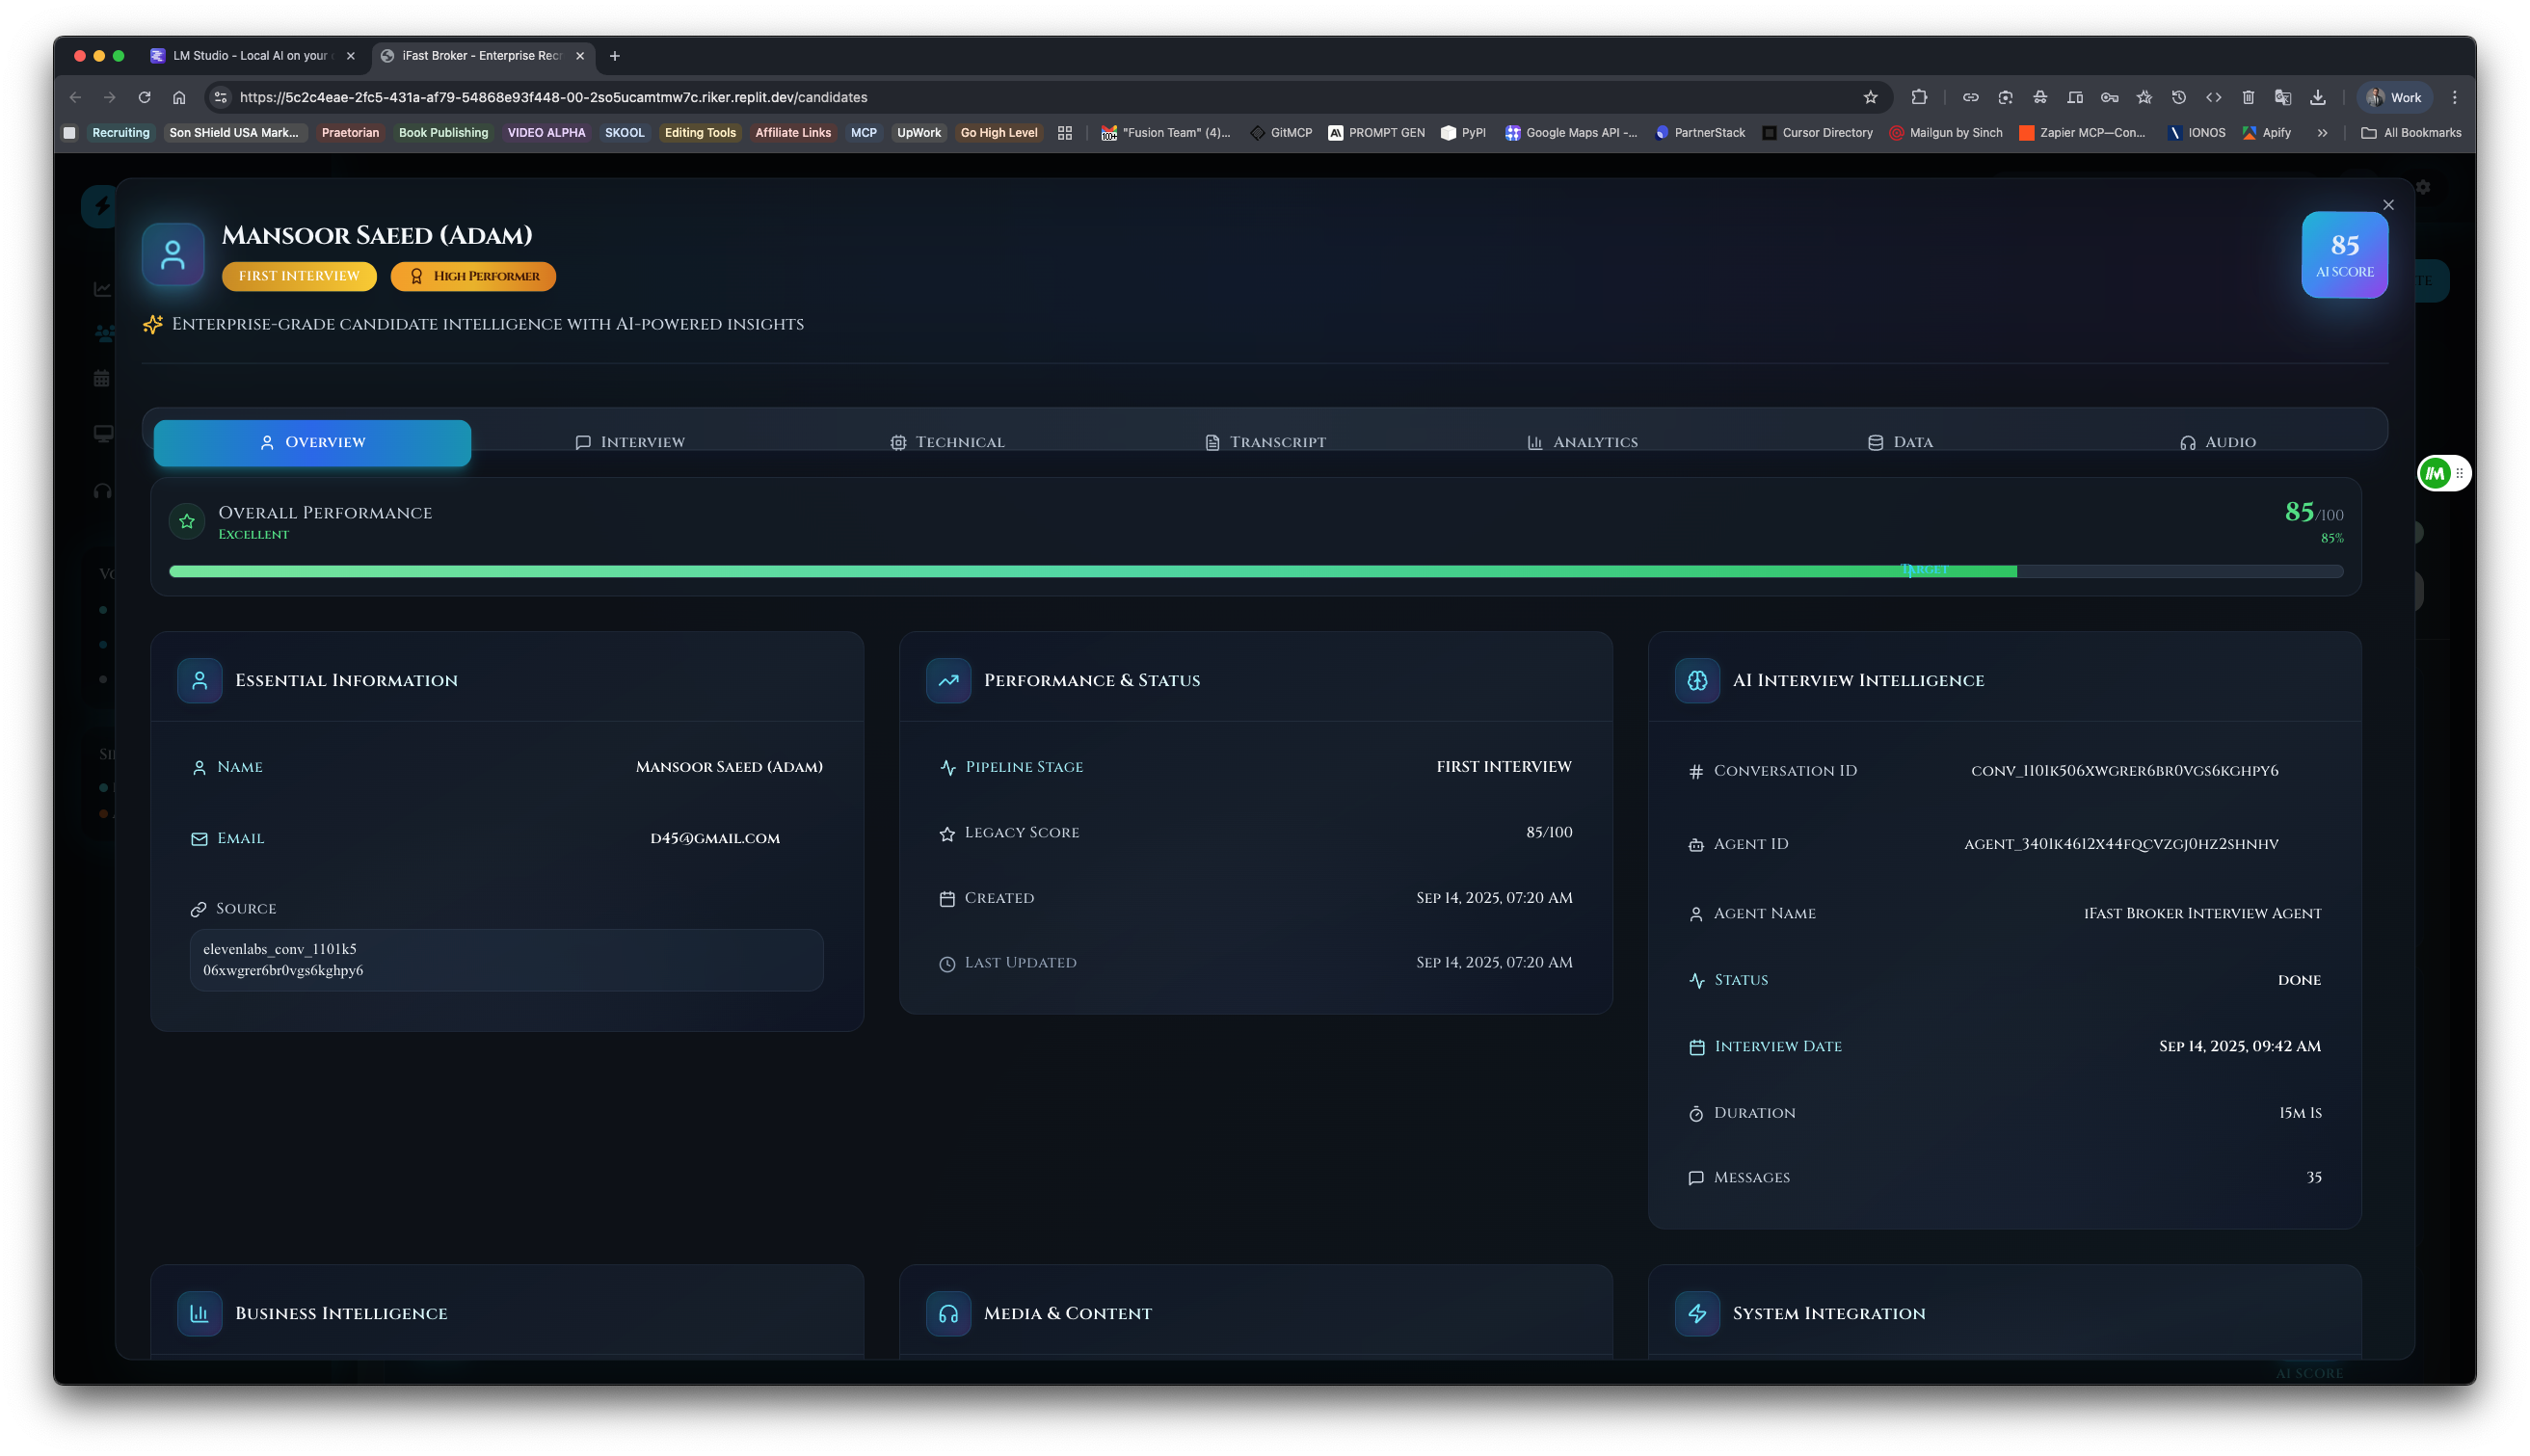 LM Studio - Local AI on your
iFast Broker - Enterprise Recr
https://5c2c4eae-2fc5-431a-af79-54868e93f448-00-2so5ucamtmw7c.riker.replit.dev/candidates
Work
Recruiting
Son SHield USA Mark...
Praetorian
Book Publishing
VIDEO ALPHA
SKOOL
Editing Tools
Affiliate Links
MCP
UpWork
Go High Level
"Fusion Team" (4)...
GitMCP
PROMPT GEN
PyPI
Google Maps API -...
PartnerStack
Cursor Directory
Mailgun by Sinch
Zapier MCP—Con...
IONOS
Apify
All Bookmarks
Mansoor Saeed (Adam)
FIRST INTERVIEW
High Performer
85
AI Score
Enterprise-grade candidate intelligence with AI-powered insights
Overview
Interview
Technical
Transcript
Analytics
Data
Audio
Overall Performance
Excellent
85/100
85%
Target
Essential Information
Name
Mansoor Saeed (Adam)
Email
d45@gmail.com
Source
elevenlabs_conv_1101k5
06xwgrer6br0vgs6kghpy6
Performance & Status
Pipeline Stage
FIRST INTERVIEW
Legacy Score
85/100
Created
Sep 14, 2025, 07:20 AM
Last Updated
Sep 14, 2025, 07:20 AM
AI Interview Intelligence
Conversation ID
conv_1101k506xwgrer6br0vgs6kghpy6
Agent ID
agent_3401k4612x44fqcvzgj0hz2shnhv
Agent Name
iFast Broker Interview Agent
Status
done
Interview Date
Sep 14, 2025, 09:42 AM
Duration
15m 1s
Messages
35
Business Intelligence
Media & Content
System Integration
AI Score